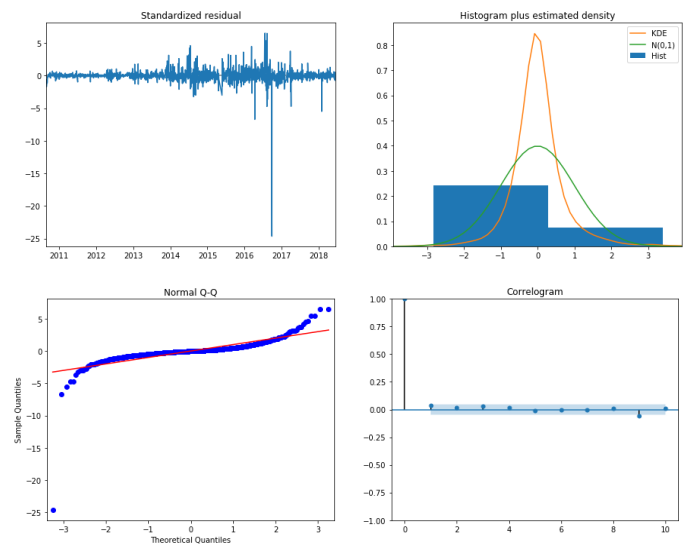 Standardized residual
5
0
−5
−10
−15
−20
−25
2011 2012 2013 2014 2015 2016 2017 2018
Histogram plus estimated density
KDE
N(0,1)
Hist
0.8
0.7
0.6
0.5
0.4
0.3
0.2
0.1
0.0
−3 −2 −1 0 1 2 3
Normal Q-Q
Sample Quantiles
5
0
−5
−10
−15
−20
−25
−3 −2 −1 0 1 2 3
Theoretical Quantiles
Correlogram
1.00
0.75
0.50
0.25
0.00
−0.25
−0.50
−0.75
−1.00
0 2 4 6 8 10